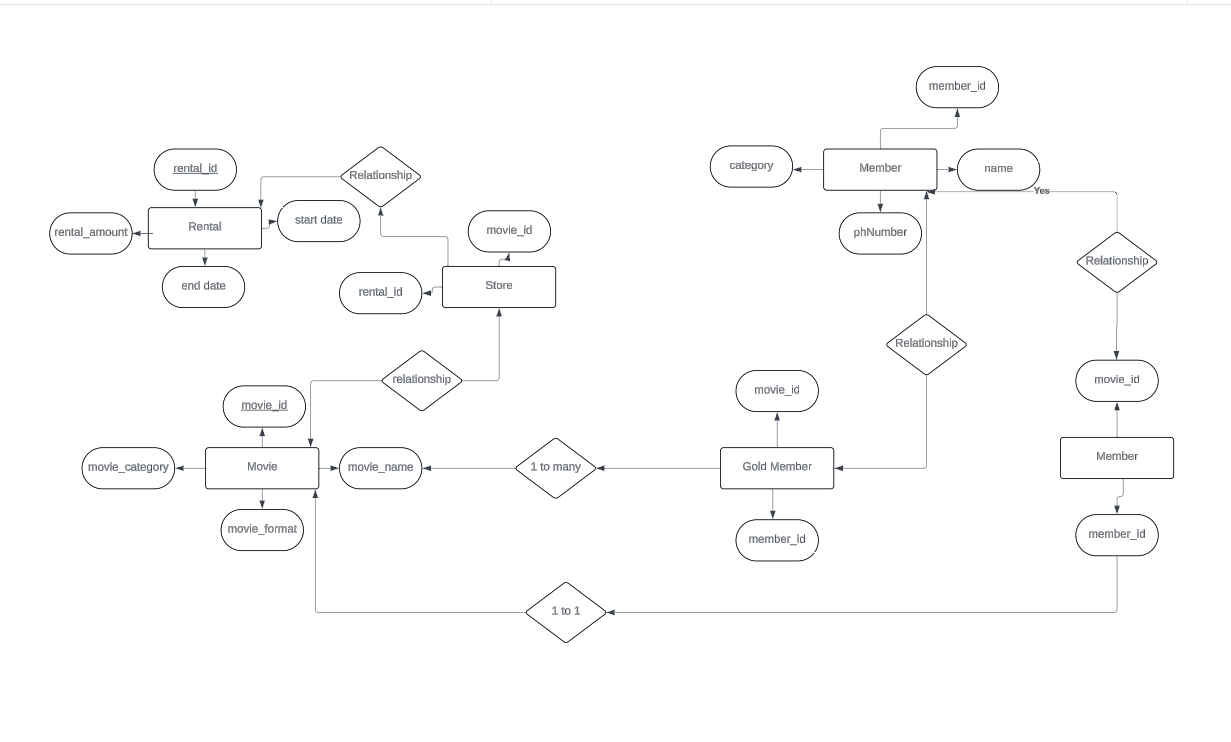 member_id
category
Member
name
rental_id
Relationship
Yes
Rental
start date
rental_amount
movie_id
phNumber
Relationship
end date
rental_id
Store
Relationship
relationship
movie_id
movie_id
movie_id
Member
movie_category
Movie
movie_name
1 to many
Gold Member
movie_format
member_id
member_id
1 to 1